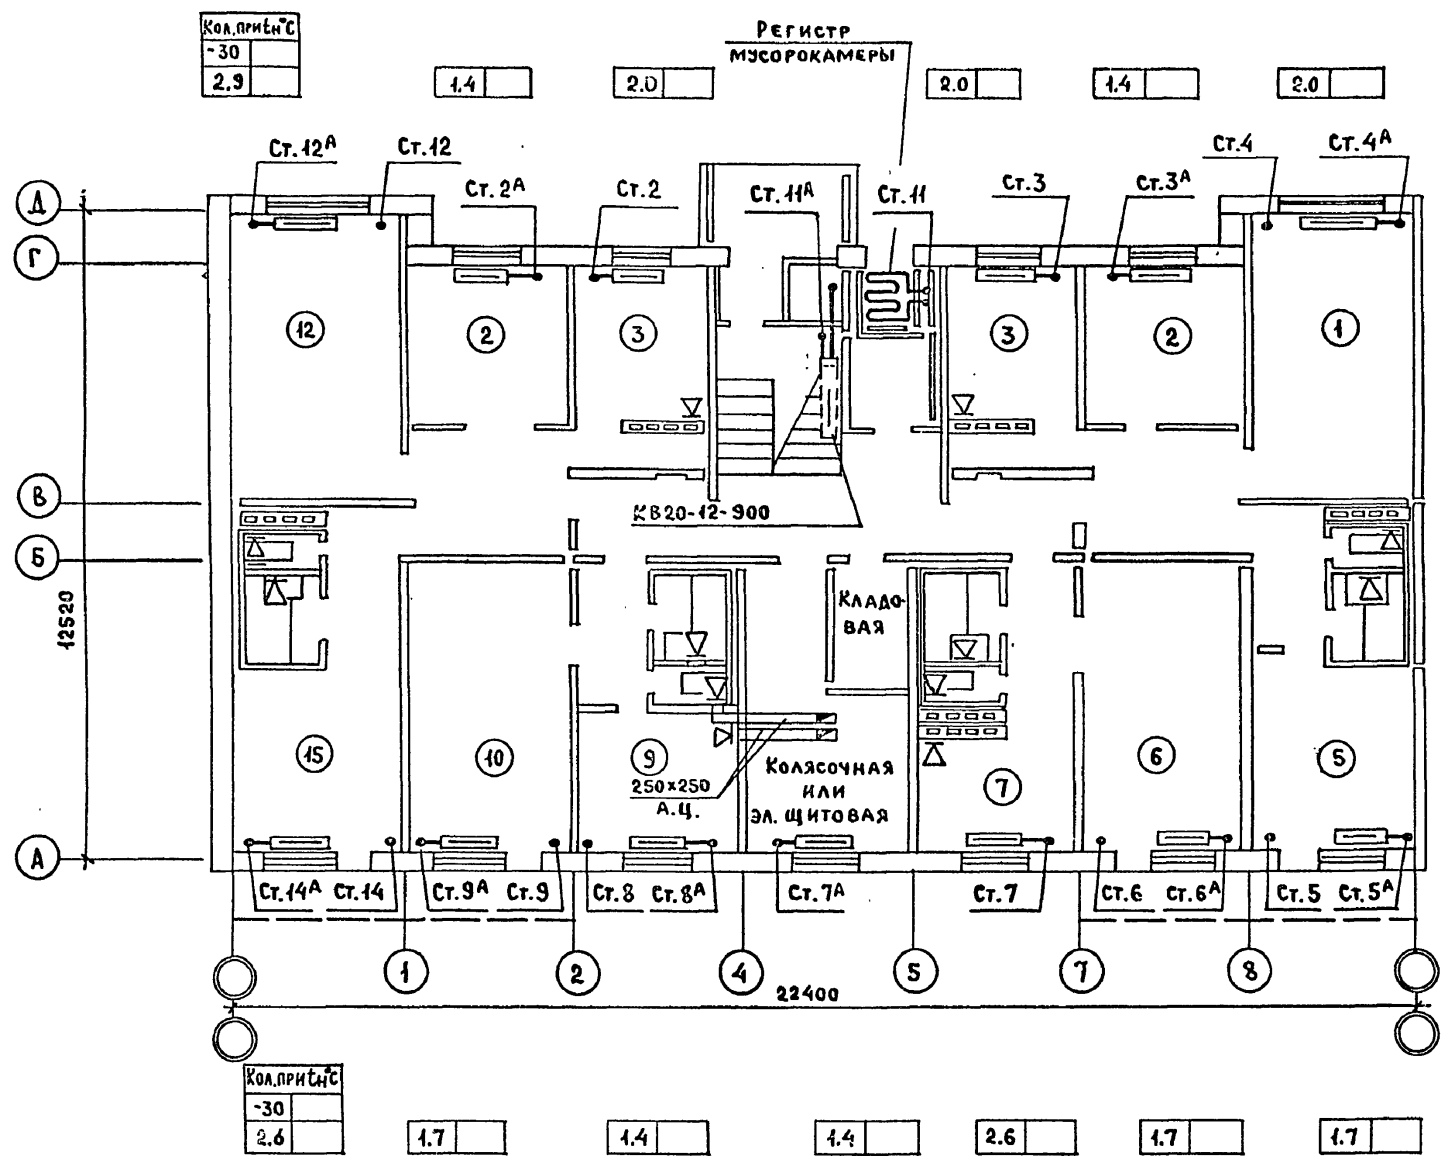 Кол.при tн°С
-30
2.9
1.4
2.0
Регистр
мусорокамеры
2.0
1.4
2.0
Ст.12А
Ст.12
Ст.2А
Ст.2
Ст.11А
Ст.11
Ст.3
Ст.3А
Ст.4
Ст.4А
Д
Г
12
2
3
3
2
1
В
КВ20-12-900
Б
12520
Кладо-
вая
15
10
9
250×250
А.Ц.
Колясочная
или
эл. щитовая
7
6
5
А
Ст.14А
Ст.14
Ст.9А
Ст.9
Ст.8
Ст.8А
Ст.7А
Ст.7
Ст.6
Ст.6А
Ст.5
Ст.5А
1
2
4
5
7
8
22400
Кол.при tн°С
-30
2.6
1.7
1.4
1.4
2.6
1.7
1.7